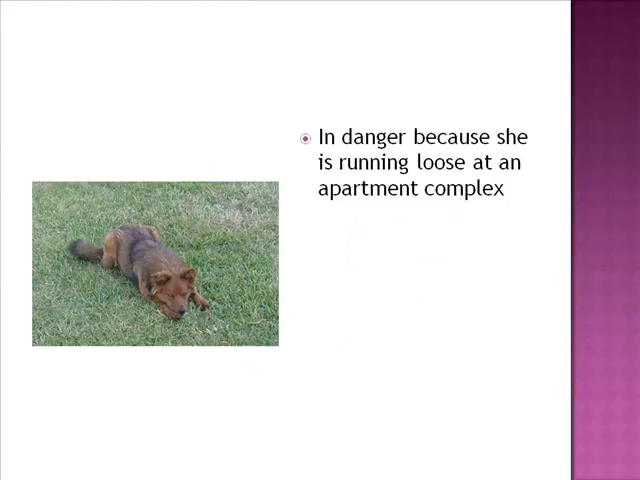 In danger because she
is running loose at an
apartment complex